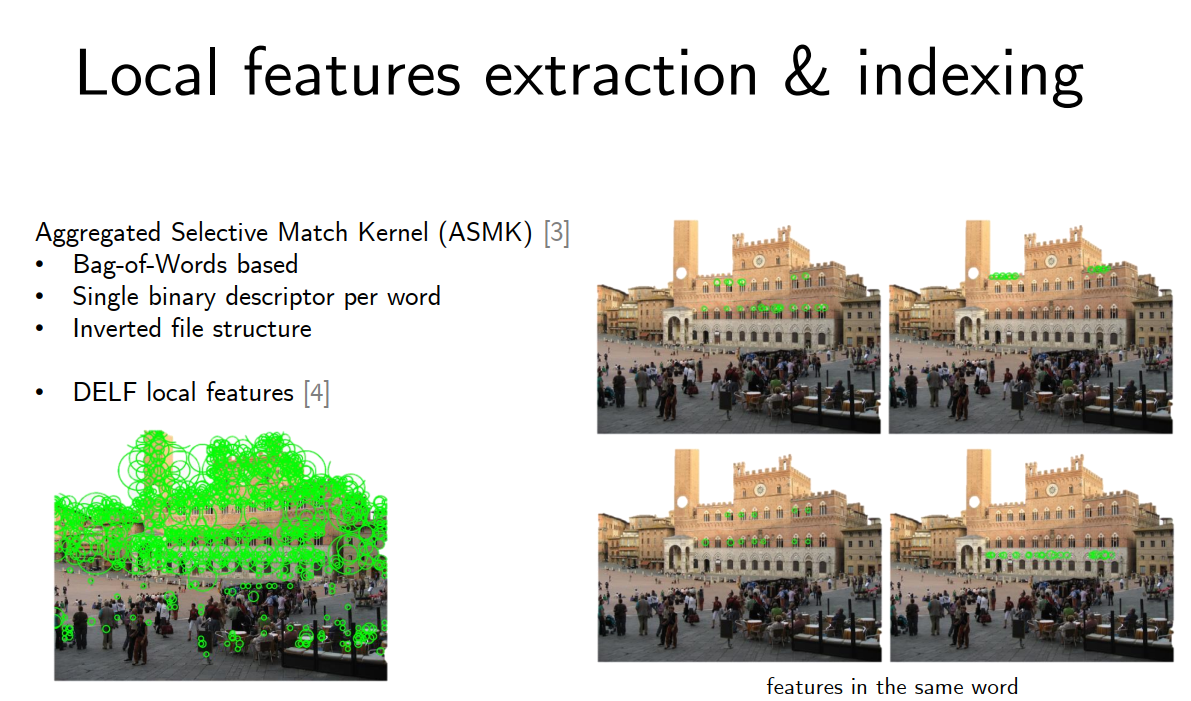 Local features extraction & indexing
Aggregated Selective Match Kernel (ASMK) [3]
• Bag-of-Words based
• Single binary descriptor per word
• Inverted file structure
• DELF local features [4]
features in the same word